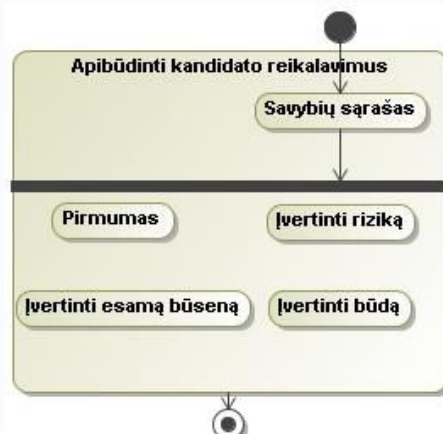 Apibūdinti kandidato reikalavimus
Savybių sąrašas
Pirmumas
Įvertinti riziką
Įvertinti esamą būseną
Įvertinti būdą